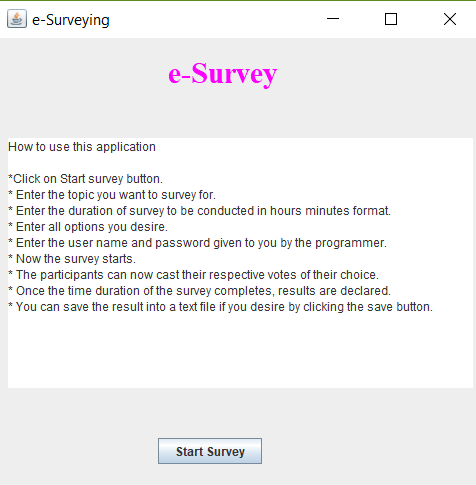 e-Surveying
e-Survey
How to use this application
*Click on Start survey button.
* Enter the topic you want to survey for.
* Enter the duration of survey to be conducted in hours minutes format.
* Enter all options you desire.
* Enter the user name and password given to you by the programmer.
* Now the survey starts.
* The participants can now cast their respective votes of their choice.
* Once the time duration of the survey completes, results are declared.
* You can save the result into a text file if you desire by clicking the save button.
Start Survey